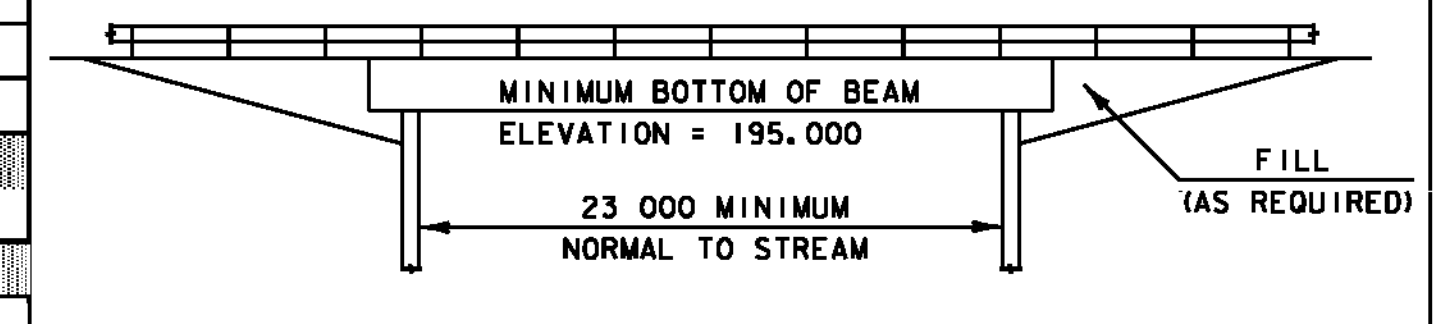 MINIMUM BOTTOM OF BEAM
ELEVATION = 195.000
FILL
(AS REQUIRED)
23 000 MINIMUM
NORMAL TO STREAM